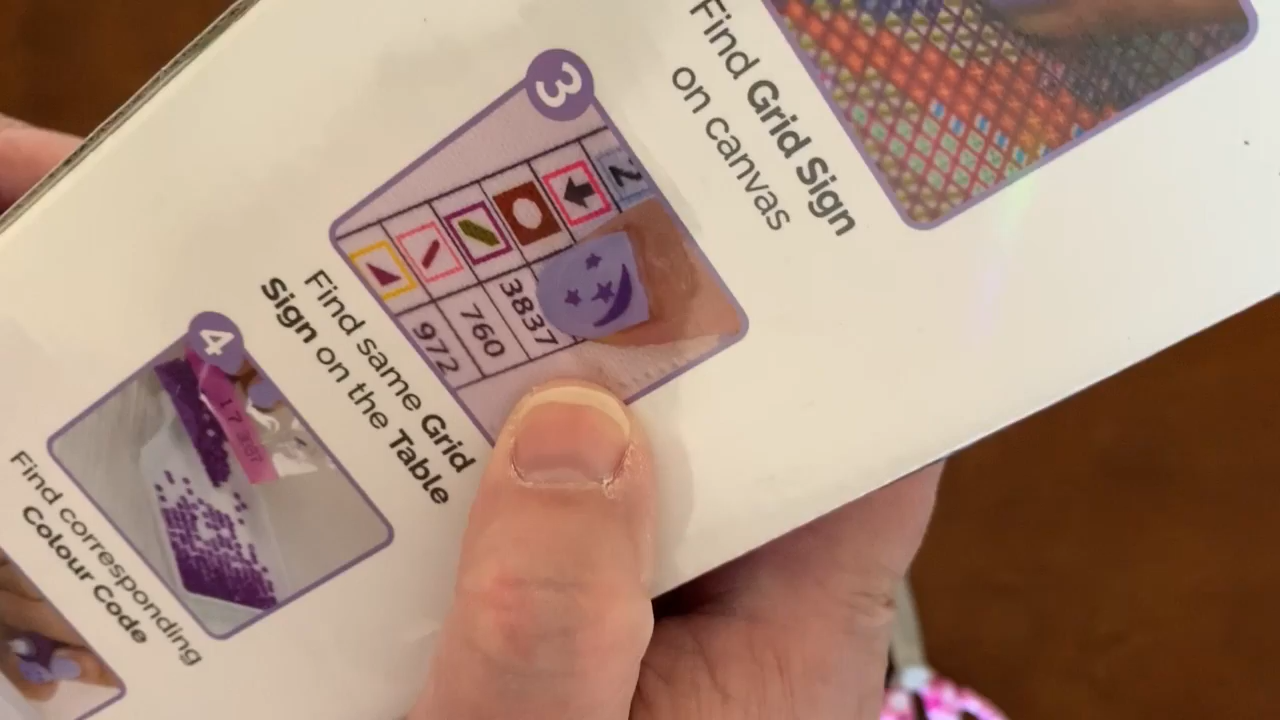 Find Grid Sign
on canvas
3
2
3837
760
972
Find same Grid
Sign on the Table
4
Find corresponding
Colour Code